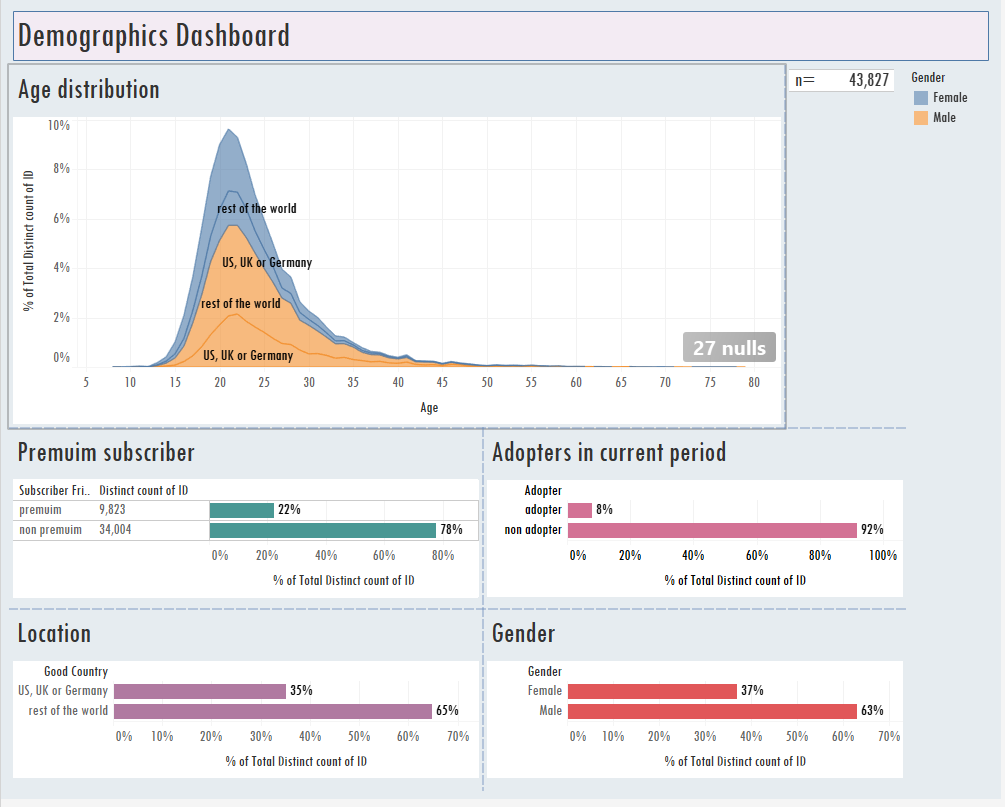 Demographics Dashboard
Age distribution
n= 43,827
Gender
Female
Male
% of Total Distinct count of ID
10%
8%
6%
4%
2%
0%
rest of the world
US, UK or Germany
rest of the world
US, UK or Germany
27 nulls
5 10 15 20 25 30 35 40 45 50 55 60 65 70 75 80
Age
Premuim subscriber
Subscriber Fri.. Distinct count of ID
premuim 9,823 22%
non premuim 34,004 78%
0% 20% 40% 60% 80%
% of Total Distinct count of ID
Adopters in current period
Adopter
adopter 8%
non adopter 92%
0% 20% 40% 60% 80% 100%
% of Total Distinct count of ID
Location
Good Country
US, UK or Germany 35%
rest of the world 65%
0% 10% 20% 30% 40% 50% 60% 70%
% of Total Distinct count of ID
Gender
Gender
Female 37%
Male 63%
0% 10% 20% 30% 40% 50% 60% 70%
% of Total Distinct count of ID